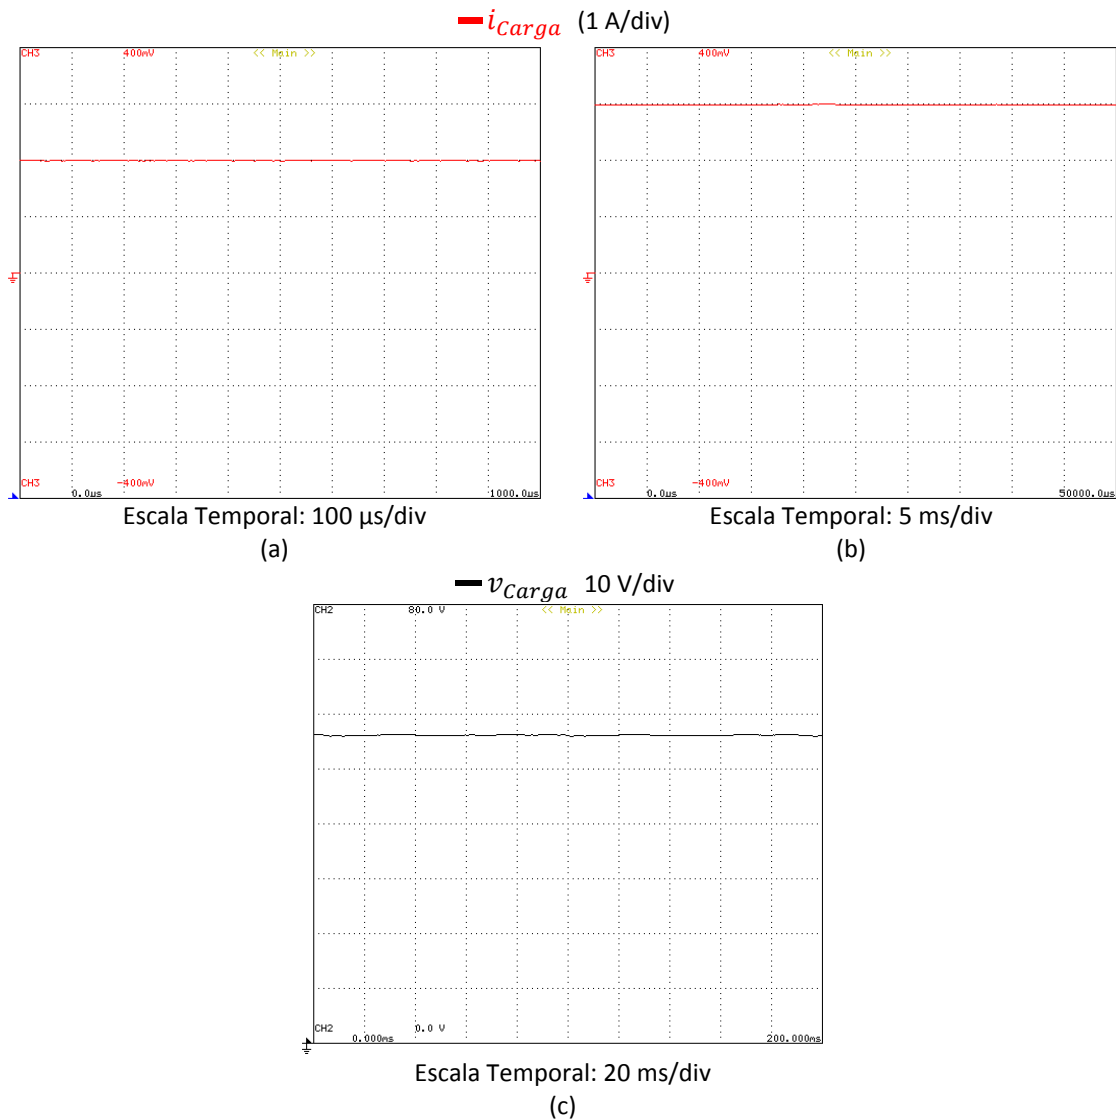 i_Carga (1 A/div)
CH3 400mV << Main >>
CH3 -400mV
0.0µs 1000.0µs
Escala Temporal: 100 µs/div
(a)
CH3 400mV << Main >>
CH3 -400mV
0.0µs 50000.0µs
Escala Temporal: 5 ms/div
(b)
v_Carga 10 V/div
CH2 80.0 V << Main >>
CH2 0.0 V
0.000ms 200.000ms
Escala Temporal: 20 ms/div
(c)